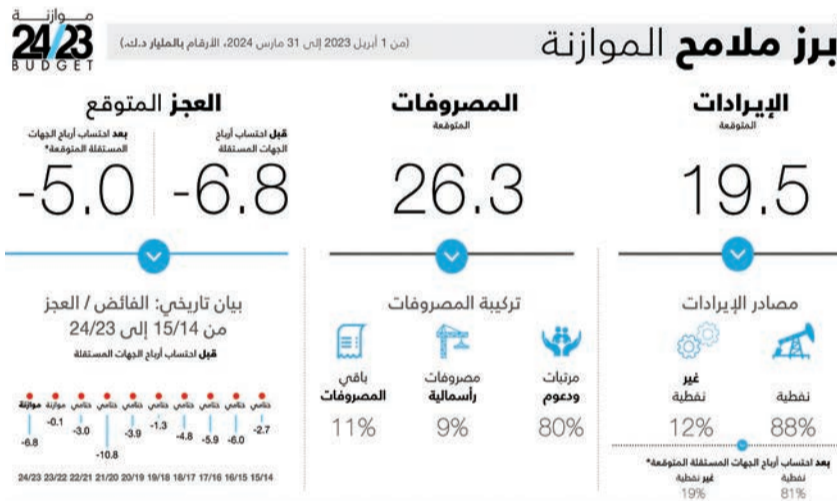 برز ملامح الموازنة
(من 1 أبريل 2023 إلى 31 مارس 2024، الأرقام بالمليار د.ك.)
مــوازنــة
24/23
BUDGET
الإيرادات
المتوقعة
19.5
مصادر الإيرادات
نفطية
88%
غير
نفطية
12%
بعد احتساب أرباح الجهات المستقلة المتوقعة*
نفطية
81%
غير نفطية
19%
المصروفات
المتوقعة
26.3
تركيبة المصروفات
مرتبات
ودعوم
80%
مصروفات
رأسمالية
9%
باقي
المصروفات
11%
العجز المتوقع
قبل احتساب أرباح
الجهات المستقلة
-6.8
بعد احتساب أرباح الجهات
المستقلة المتوقعة*
-5.0
بيان تاريخي: الفائض / العجز
من 15/14 إلى 24/23
قبل احتساب أرباح الجهات المستقلة
موازنة موازنة ختامي ختامي ختامي ختامي ختامي ختامي ختامي ختامي
-6.8 -0.1 -3.0 -10.8 -3.9 -1.3 -4.8 -5.9 -6.0 -2.7
24/23 23/22 22/21 21/20 20/19 19/18 18/17 17/16 16/15 15/14